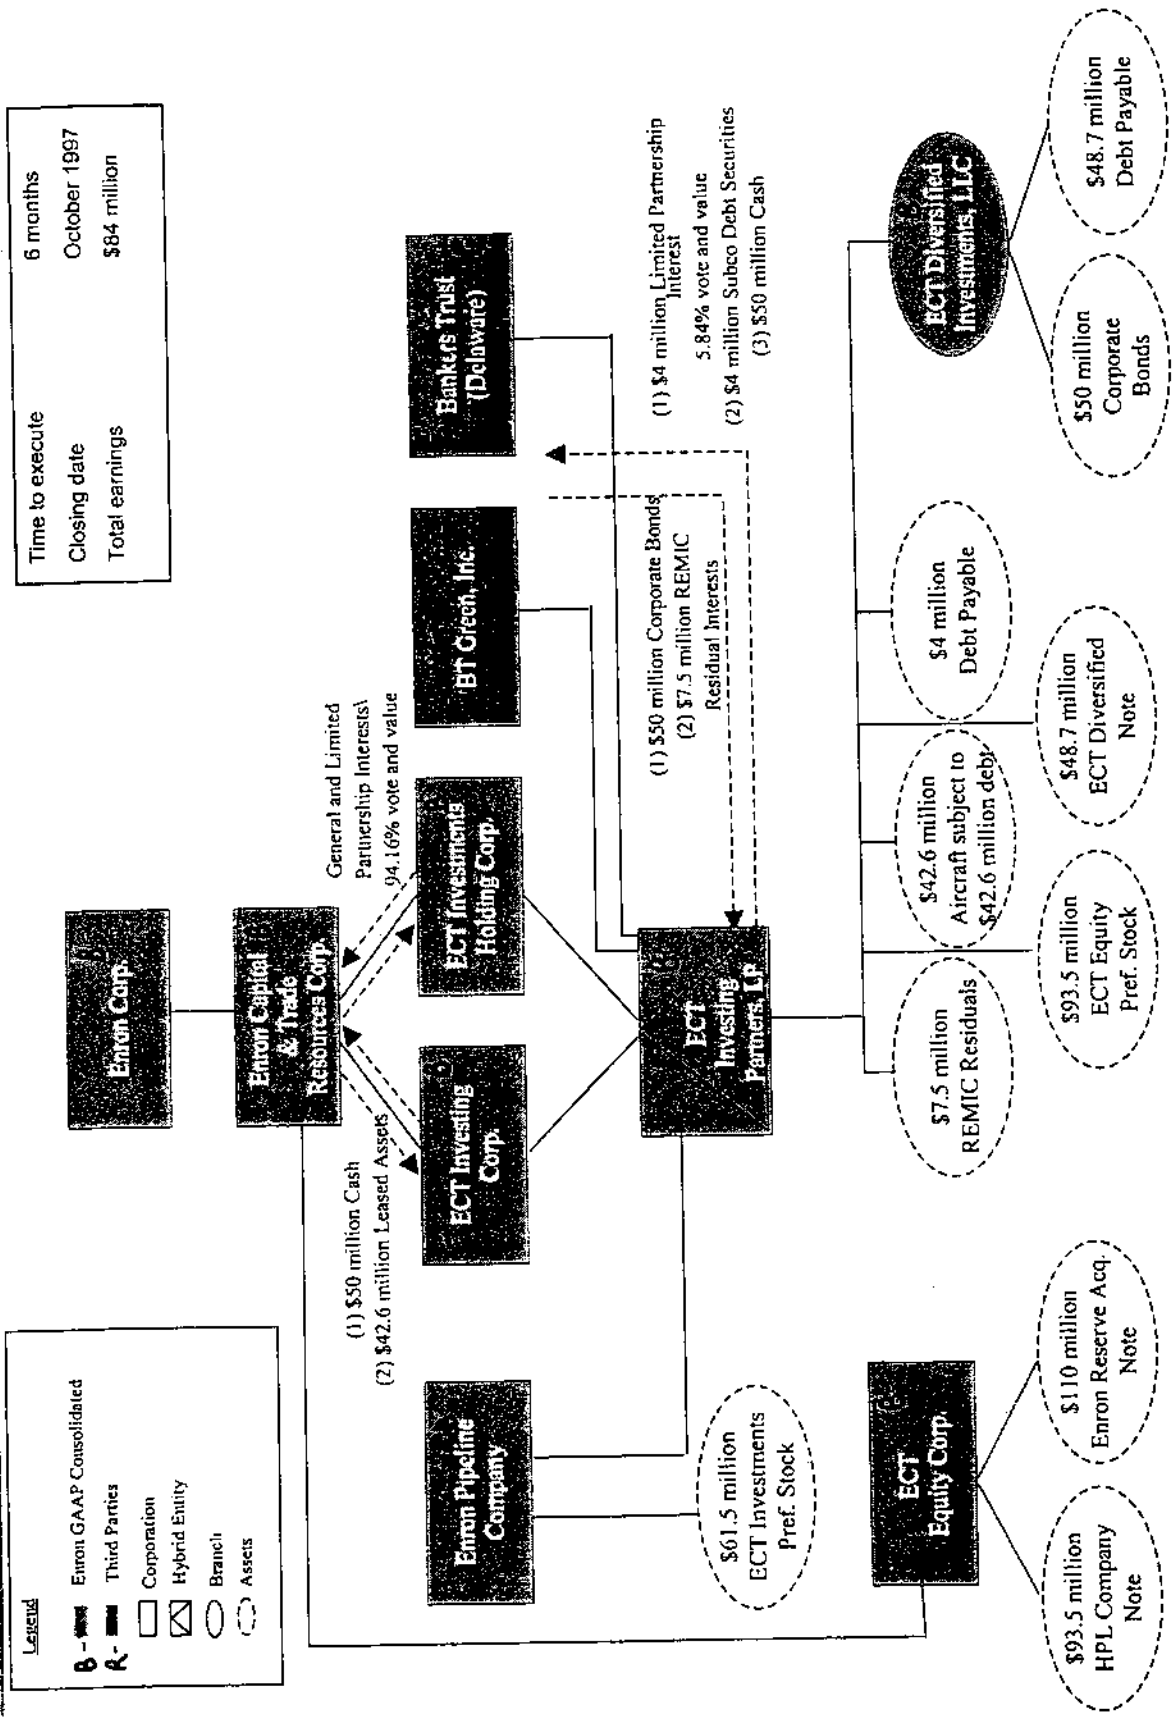 Legend
B - Enron GAAP Consolidated
R - Third Parties
Corporation
Hybrid Entity
Branch
Assets
Time to execute 6 months
Closing date October 1997
Total earnings $84 million
Enron Corp.
Enron Capital
& Trade
Resources Corp.
(1) $50 million Cash
(2) $42.6 million Leased Assets
General and Limited
Partnership Interests\
94.16% vote and value
Enron Pipeline
Company
ECT Investing
Corp.
ECT Investments
Holding Corp.
BT Green, Inc.
Bankers Trust
(Delaware)
$61.5 million
ECT Investments
Pref. Stock
ECT
Investing
Partners, LP
(1) $50 million Corporate Bonds
(2) $7.5 million REMIC
Residual Interests
(1) $4 million Limited Partnership
Interest
5.84% vote and value
(2) $4 million Subco Debt Securities
(3) $50 million Cash
ECT
Equity Corp.
$93.5 million
HPL Company
Note
$110 million
Enron Reserve Acq.
Note
$7.5 million
REMIC Residuals
$93.5 million
ECT Equity
Pref. Stock
$42.6 million
Aircraft subject to
$42.6 million debt
$48.7 million
ECT Diversified
Note
$4 million
Debt Payable
ECT Diversified
Investments, LLC
$50 million
Corporate
Bonds
$48.7 million
Debt Payable